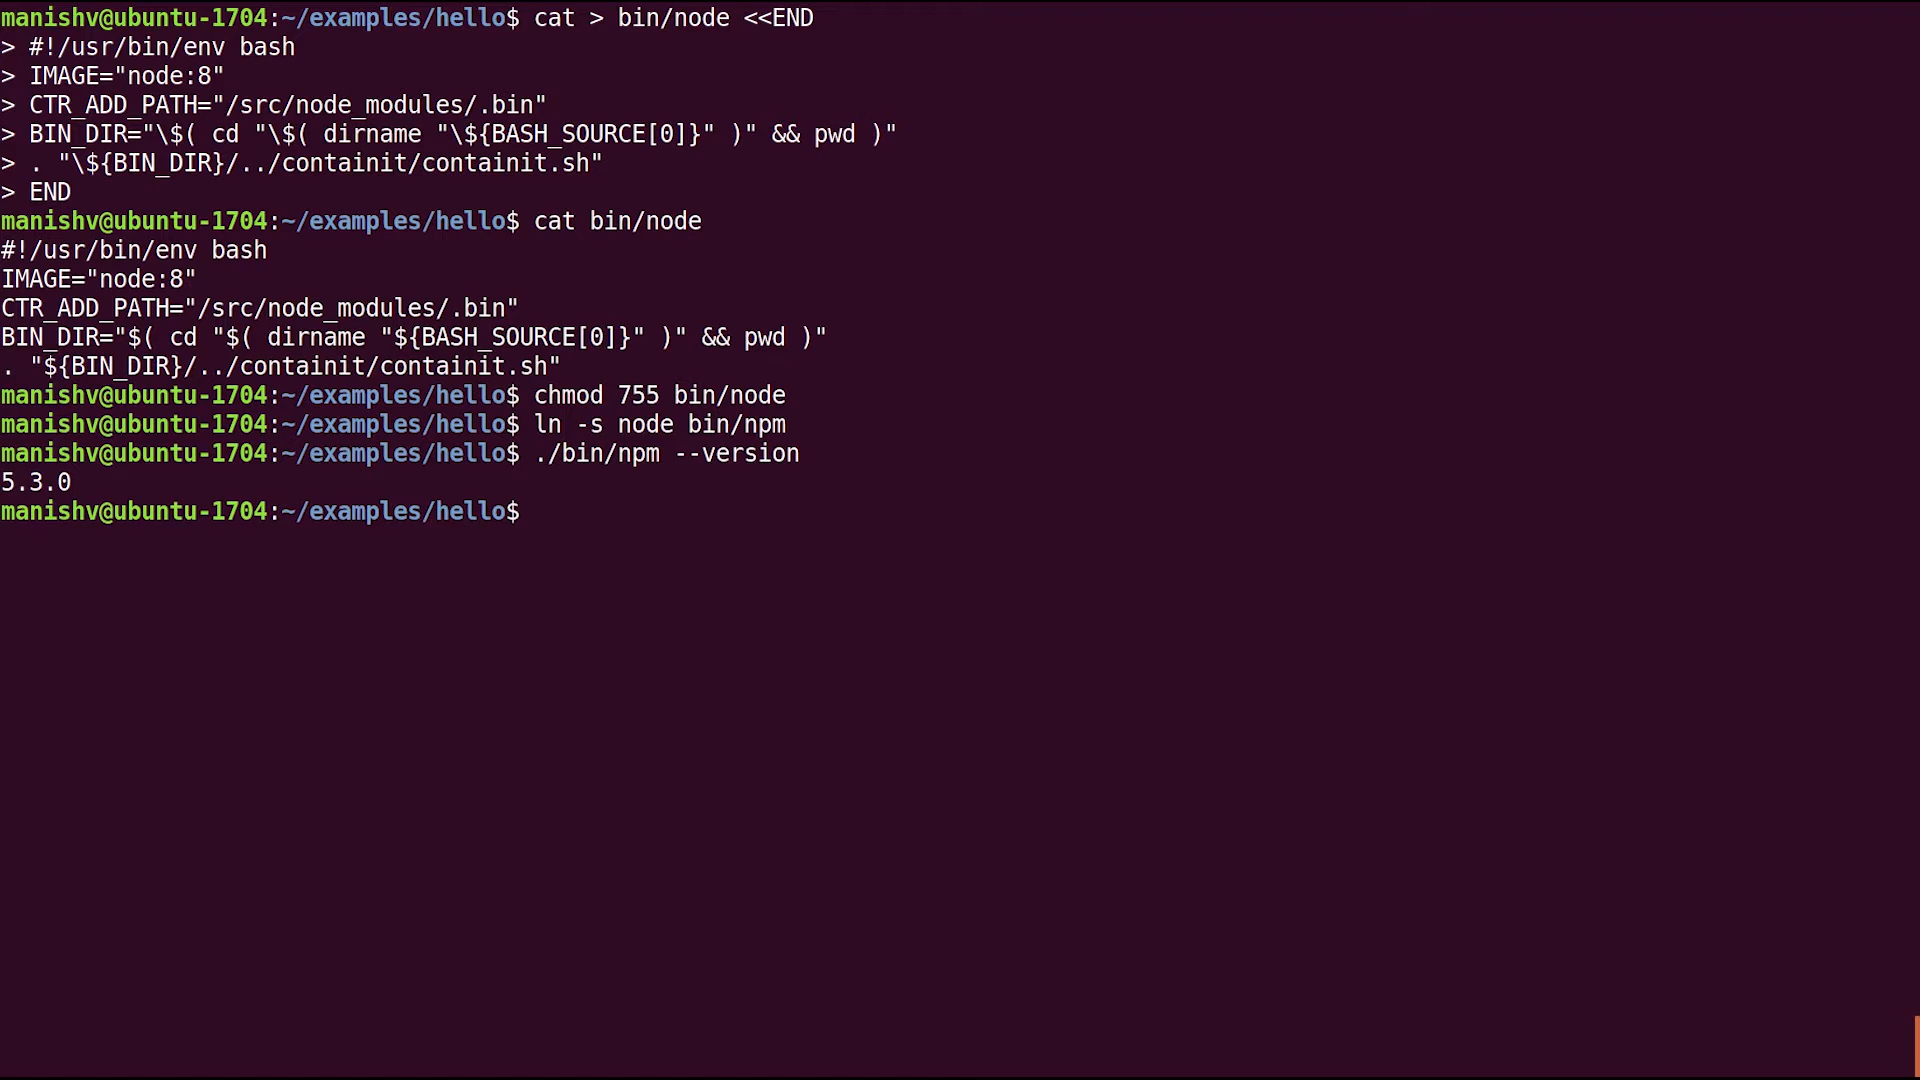 manishv@ubuntu-1704:~/examples/hello$ cat > bin/node <<END
> #!/usr/bin/env bash
> IMAGE="node:8"
> CTR_ADD_PATH="/src/node_modules/.bin"
> BIN_DIR="\$( cd "\$( dirname "\${BASH_SOURCE[0]}" )" && pwd )"
> . "\${BIN_DIR}/../containit/containit.sh"
> END
manishv@ubuntu-1704:~/examples/hello$ cat bin/node
#!/usr/bin/env bash
IMAGE="node:8"
CTR_ADD_PATH="/src/node_modules/.bin"
BIN_DIR="$( cd "$( dirname "${BASH_SOURCE[0]}" )" && pwd )"
. "${BIN_DIR}/../containit/containit.sh"
manishv@ubuntu-1704:~/examples/hello$ chmod 755 bin/node
manishv@ubuntu-1704:~/examples/hello$ ln -s node bin/npm
manishv@ubuntu-1704:~/examples/hello$ ./bin/npm --version
5.3.0
manishv@ubuntu-1704:~/examples/hello$